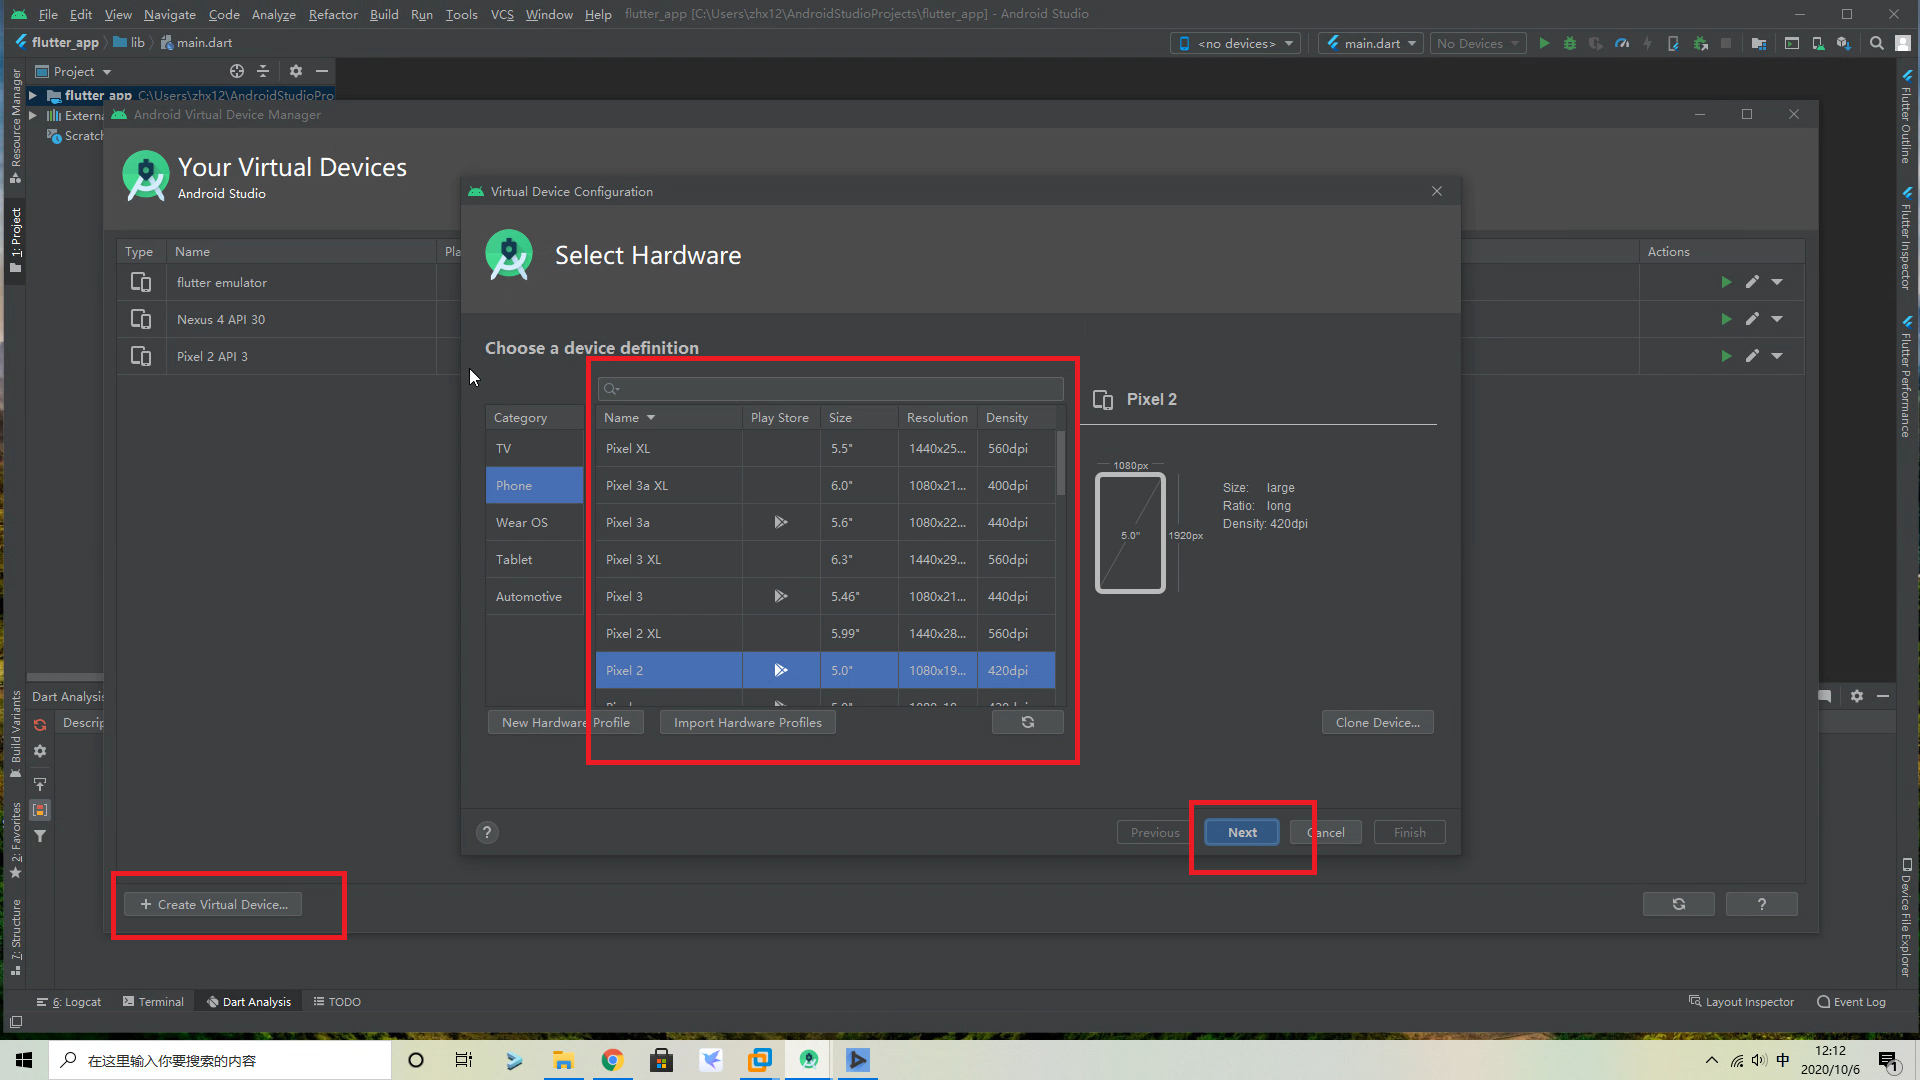 File Edit View Navigate Code Analyze Refactor Build Run Tools VCS Window Help flutter_app [C:\Users\zhx12\AndroidStudioProjects\flutter_app] - Android Studio
flutter_app lib main.dart <no devices> main.dart No Devices
Project
flutter_app C:\Users\zhx12\AndroidStudioPro
Externa
Scratch
Resource Manager
1: Project
Build Variants
2: Favorites
7: Structure
Flutter Outline
Flutter Inspector
Flutter Performance
Device File Explorer
Android Virtual Device Manager
Your Virtual Devices
Android Studio
Type Name Pla Actions
flutter emulator
Nexus 4 API 30
Pixel 2 API 3
Virtual Device Configuration
Select Hardware
Choose a device definition
Category
TV
Phone
Wear OS
Tablet
Automotive
Name Play Store Size Resolution Density
Pixel XL 5.5" 1440x25... 560dpi
Pixel 3a XL 6.0" 1080x21... 400dpi
Pixel 3a 5.6" 1080x22... 440dpi
Pixel 3 XL 6.3" 1440x29... 560dpi
Pixel 3 5.46" 1080x21... 440dpi
Pixel 2 XL 5.99" 1440x28... 560dpi
Pixel 2 5.0" 1080x19... 420dpi
Pixel 2
1080px
5.0"
1920px
Size: large
Ratio: long
Density: 420dpi
New Hardware Profile Import Hardware Profiles Clone Device...
? Previous Next Cancel Finish
Dart Analysis
Descrip
+ Create Virtual Device... ?
6: Logcat Terminal Dart Analysis TODO Layout Inspector Event Log
在这里输入你要搜索的内容
中
12:12
2020/10/6
1